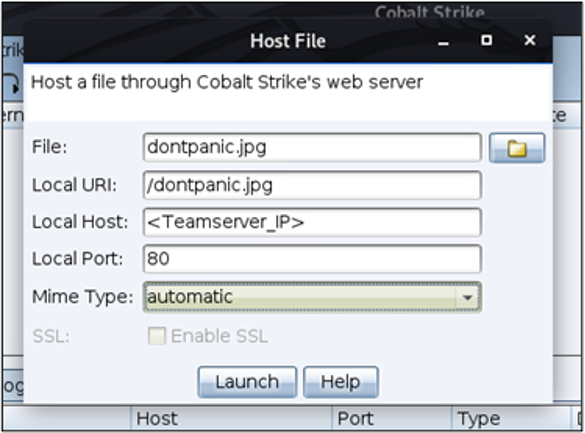 Cobalt Strike
Host File
Host a file through Cobalt Strike's web server
File: dontpanic.jpg
Local URI: /dontpanic.jpg
Local Host: <Teamserver_IP>
Local Port: 80
Mime Type: automatic
SSL: Enable SSL
Launch Help
Host Port Type